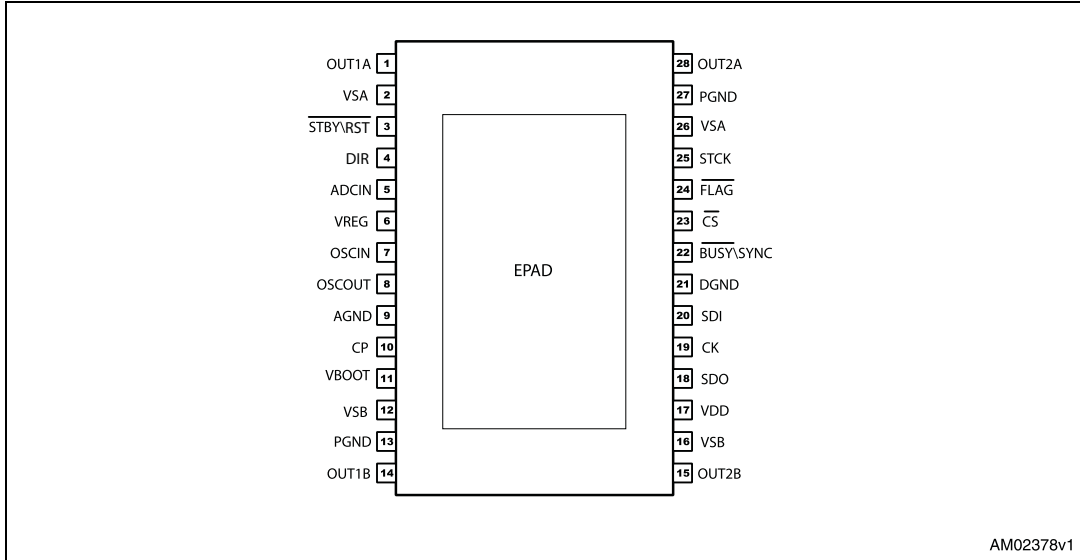 OUT1A 1 28 OUT2A
VSA 2 27 PGND
STBY\RST 3 26 VSA
DIR 4 25 STCK
ADCIN 5 24 FLAG
VREG 6 23 CS
OSCIN 7 22 BUSY\SYNC
EPAD
OSCOUT 8 21 DGND
AGND 9 20 SDI
CP 10 19 CK
VBOOT 11 18 SDO
VSB 12 17 VDD
PGND 13 16 VSB
OUT1B 14 15 OUT2B
AM02378v1